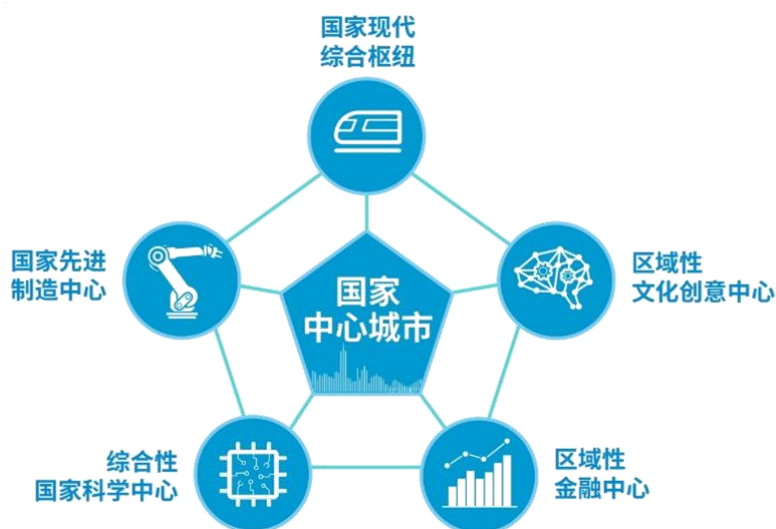 国家现代
综合枢纽
国家先进
制造中心
国家
中心城市
区域性
文化创意中心
综合性
国家科学中心
区域性
金融中心